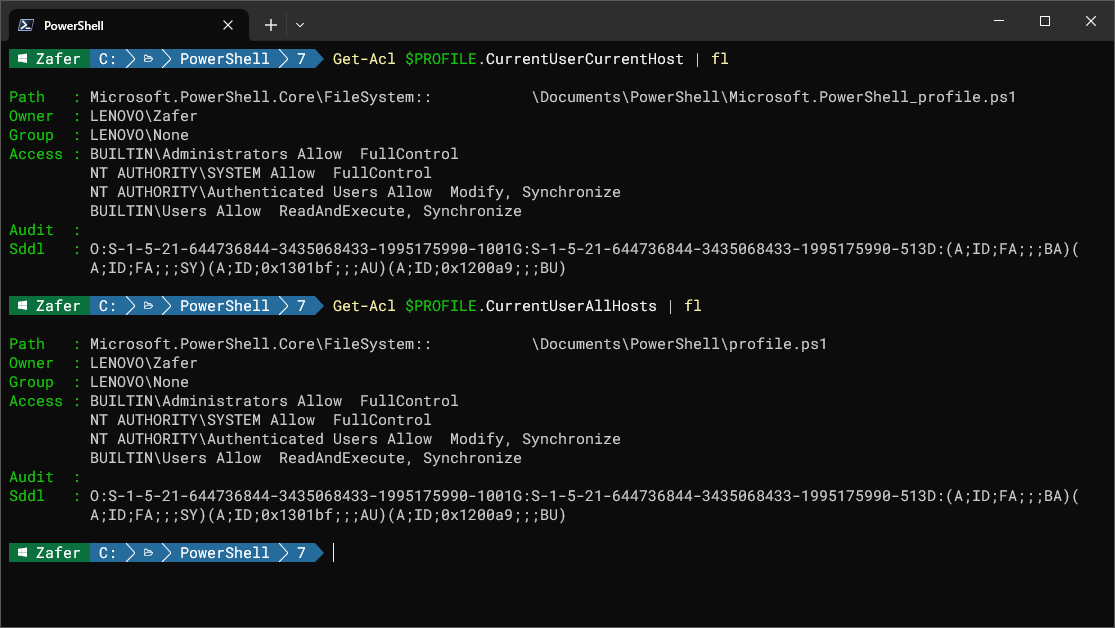 PowerShell
Zafer C: PowerShell 7 Get-Acl $PROFILE.CurrentUserCurrentHost | fl
Path : Microsoft.PowerShell.Core\FileSystem:: \Documents\PowerShell\Microsoft.PowerShell_profile.ps1
Owner : LENOVO\Zafer
Group : LENOVO\None
Access : BUILTIN\Administrators Allow FullControl
NT AUTHORITY\SYSTEM Allow FullControl
NT AUTHORITY\Authenticated Users Allow Modify, Synchronize
BUILTIN\Users Allow ReadAndExecute, Synchronize
Audit :
Sddl : O:S-1-5-21-644736844-3435068433-1995175990-1001G:S-1-5-21-644736844-3435068433-1995175990-513D:(A;ID;FA;;;BA)(
A;ID;FA;;;SY)(A;ID;0x1301bf;;;AU)(A;ID;0x1200a9;;;BU)
Zafer C: PowerShell 7 Get-Acl $PROFILE.CurrentUserAllHosts | fl
Path : Microsoft.PowerShell.Core\FileSystem:: \Documents\PowerShell\profile.ps1
Owner : LENOVO\Zafer
Group : LENOVO\None
Access : BUILTIN\Administrators Allow FullControl
NT AUTHORITY\SYSTEM Allow FullControl
NT AUTHORITY\Authenticated Users Allow Modify, Synchronize
BUILTIN\Users Allow ReadAndExecute, Synchronize
Audit :
Sddl : O:S-1-5-21-644736844-3435068433-1995175990-1001G:S-1-5-21-644736844-3435068433-1995175990-513D:(A;ID;FA;;;BA)(
A;ID;FA;;;SY)(A;ID;0x1301bf;;;AU)(A;ID;0x1200a9;;;BU)
Zafer C: PowerShell 7